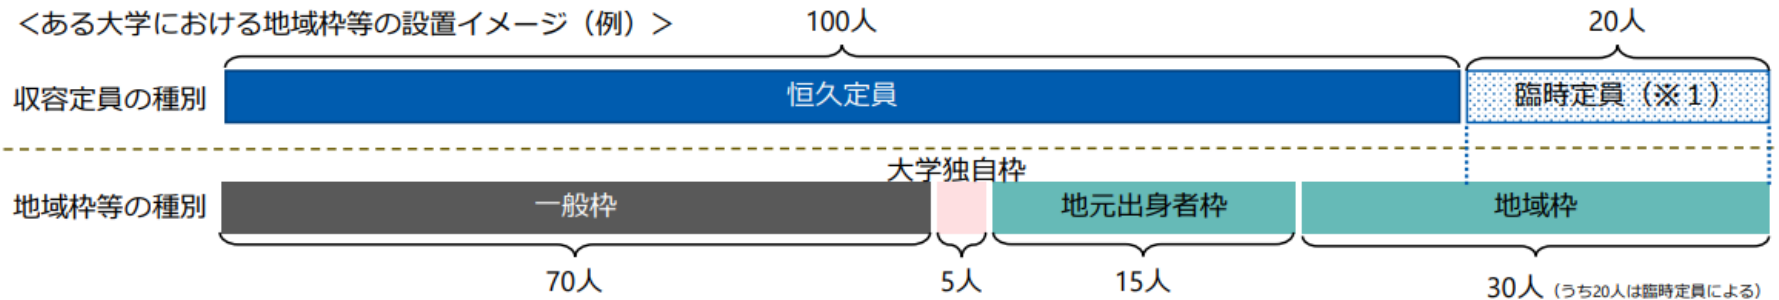 ＜ある大学における地域枠等の設置イメージ（例）＞
100人
20人
収容定員の種別
恒久定員
臨時定員（※１）
大学独自枠
地域枠等の種別
一般枠
地元出身者枠
地域枠
70人
5人
15人
30人（うち20人は臨時定員による）